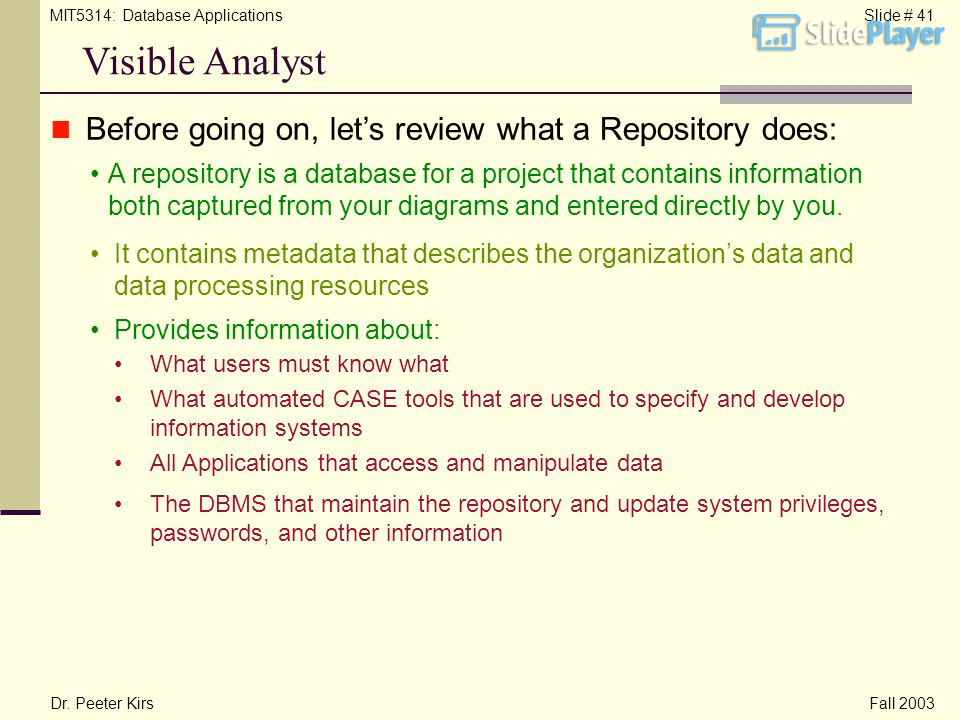 MIT5314: Database Applications
Slide # 41
SlidePlayer
Visible Analyst
Before going on, let’s review what a Repository does:
• A repository is a database for a project that contains information
both captured from your diagrams and entered directly by you.
• It contains metadata that describes the organization’s data and
data processing resources
• Provides information about:
• What users must know what
• What automated CASE tools that are used to specify and develop
information systems
• All Applications that access and manipulate data
• The DBMS that maintain the repository and update system privileges,
passwords, and other information
Dr. Peeter Kirs
Fall 2003